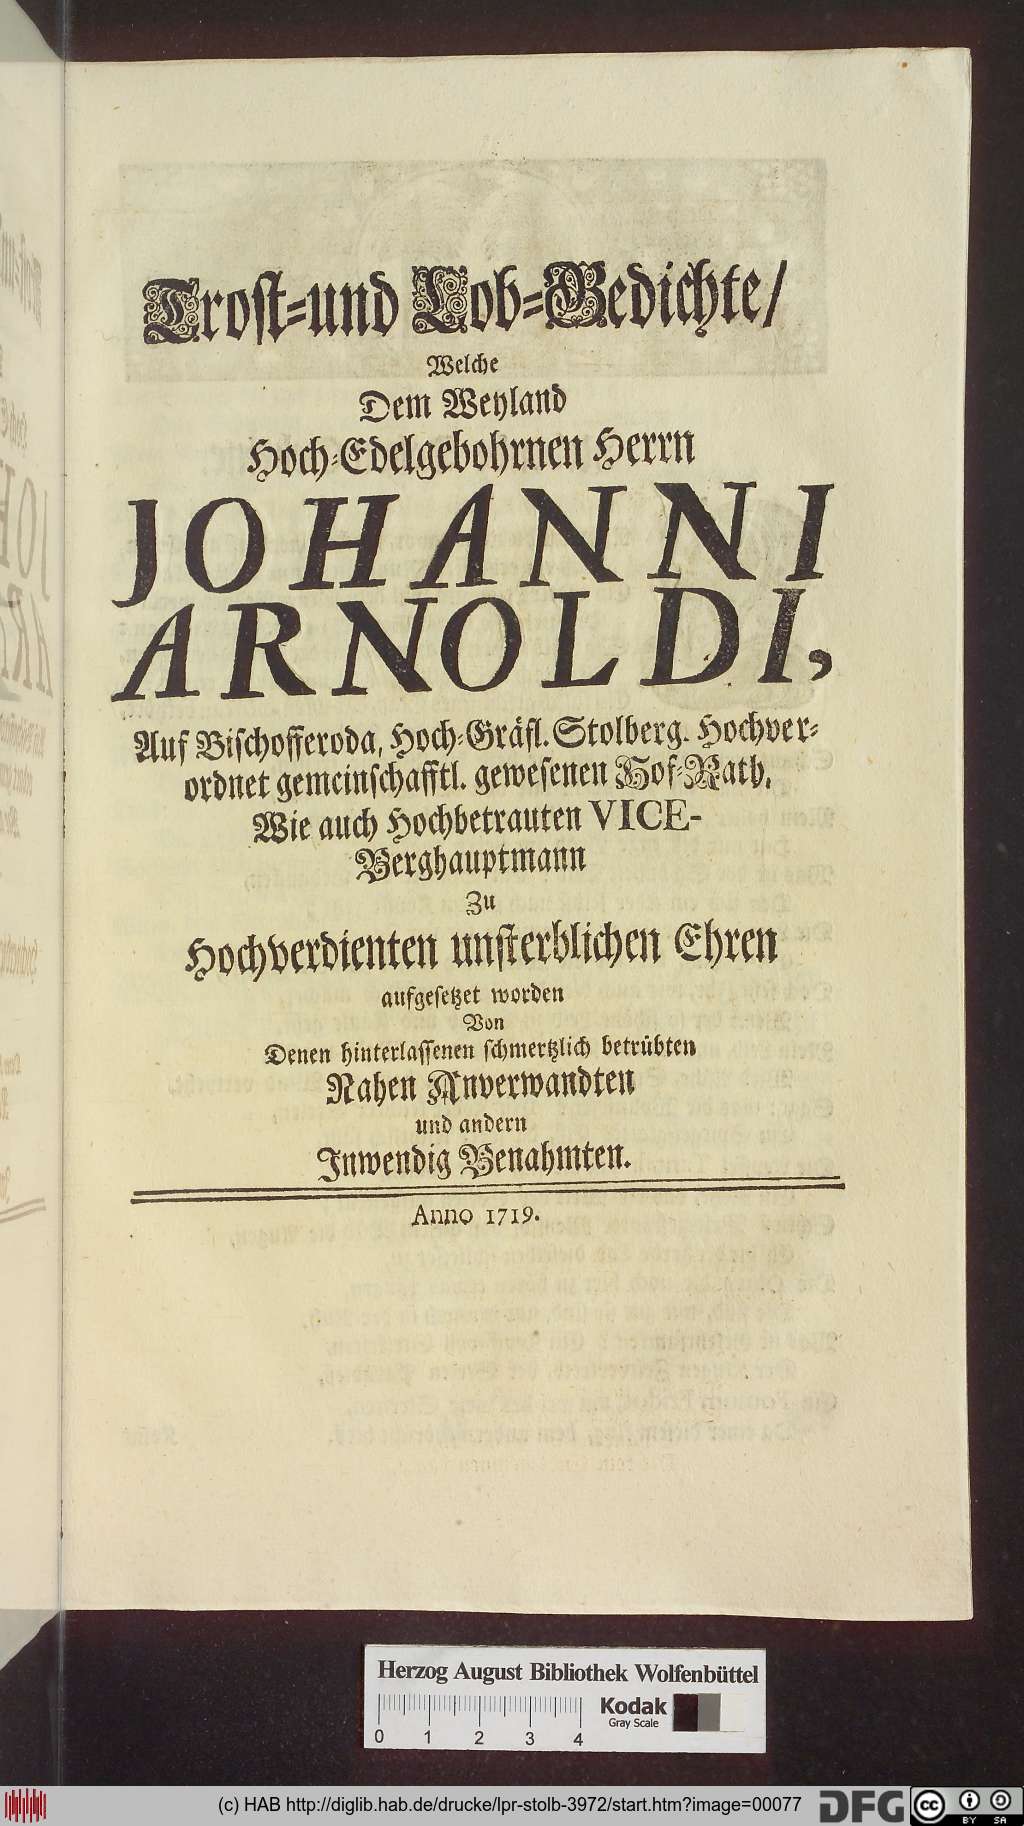 Trost-und Lob-Gedichte/
Welche
Dem Weyland
Hoch-Edelgebohrnen Herrn
JOHANNI
ARNOLDI,
Auf Bischofferoda, Hoch-Gräfl. Stolberg. Hochver-
ordnet gemeinschafftl. gewesenen Hof-Rath,
Wie auch Hochbetrauten VICE-
Berghauptmann
Zu
Hochverdienten unsterblichen Ehren
aufgesetzet worden
Von
Denen hinterlassenen schmertzlich betrübten
Nahen Anverwandten
und andern
Inwendig Benahmten.
Anno 1719.
Herzog August Bibliothek Wolfenbüttel
Kodak
Gray Scale
0 1 2 3 4
(c) HAB http://diglib.hab.de/drucke/lpr-stolb-3972/start.htm?image=00077
DFG
cc BY SA